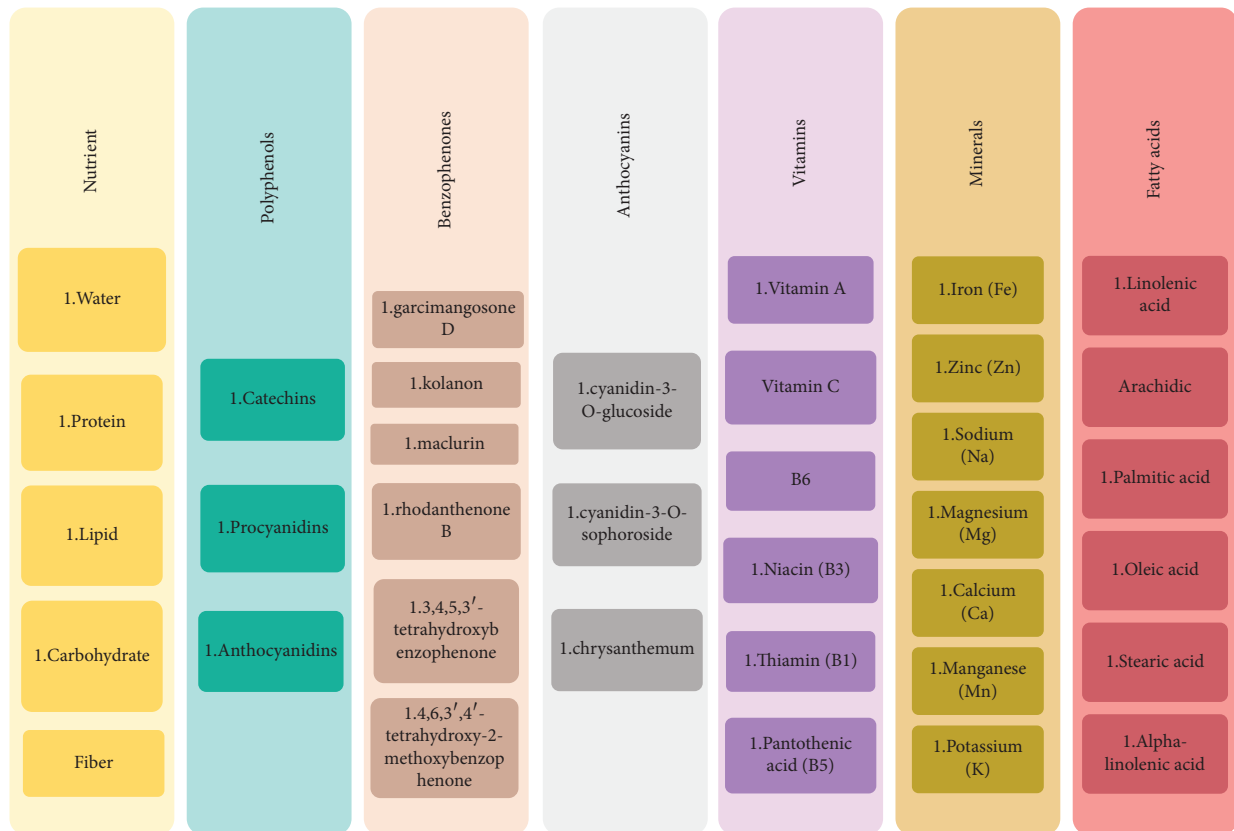 Nutrient
1.Water
1.Protein
1.Lipid
1.Carbohydrate
Fiber
Polyphenols
1.Catechins
1.Procyanidins
1.Anthocyanidins
Benzophenones
1.garcimangosone
D
1.kolanon
1.maclurin
1.rhodanthenone
B
1.3,4,5,3′-
tetrahydroxyb
enzophenone
1.4,6,3′,4′-
tetrahydroxy-2-
methoxybenzop
henone
Anthocyanins
1.cyanidin-3-
O-glucoside
1.cyanidin-3-O-
sophoroside
1.chrysanthemum
Vitamins
1.Vitamin A
Vitamin C
B6
1.Niacin (B3)
1.Thiamin (B1)
1.Pantothenic
acid (B5)
Minerals
1.Iron (Fe)
1.Zinc (Zn)
1.Sodium
(Na)
1.Magnesium
(Mg)
1.Calcium
(Ca)
1.Manganese
(Mn)
1.Potassium
(K)
Fatty acids
1.Linolenic
acid
Arachidic
1.Palmitic acid
1.Oleic acid
1.Stearic acid
1.Alpha-
linolenic acid